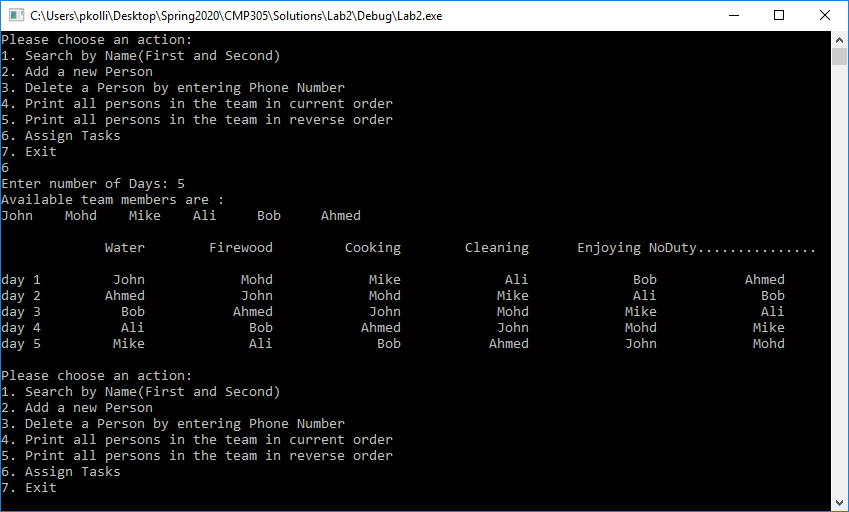 C:\Users\pkolli\Desktop\Spring2020\CMP305\Solutions\Lab2\Debug\Lab2.exe
Please choose an action:
1. Search by Name(First and Second)
2. Add a new Person
3. Delete a Person by entering Phone Number
4. Print all persons in the team in current order
5. Print all persons in the team in reverse order
6. Assign Tasks
7. Exit
6
Enter number of Days: 5
Available team members are :
John Mohd Mike Ali Bob Ahmed
Water Firewood Cooking Cleaning Enjoying NoDuty...............
day 1 John Mohd Mike Ali Bob Ahmed
day 2 Ahmed John Mohd Mike Ali Bob
day 3 Bob Ahmed John Mohd Mike Ali
day 4 Ali Bob Ahmed John Mohd Mike
day 5 Mike Ali Bob Ahmed John Mohd
Please choose an action:
1. Search by Name(First and Second)
2. Add a new Person
3. Delete a Person by entering Phone Number
4. Print all persons in the team in current order
5. Print all persons in the team in reverse order
6. Assign Tasks
7. Exit